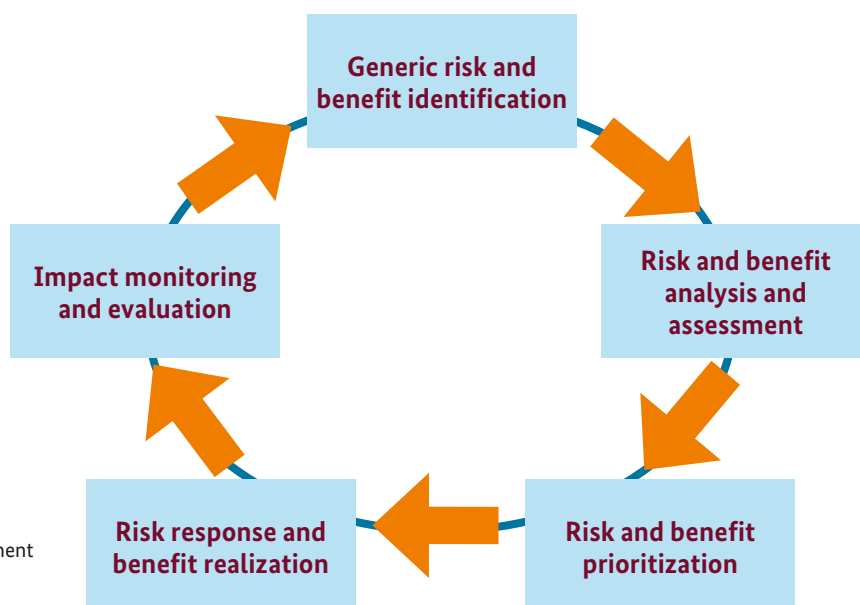 Generic risk and
benefit identification
Risk and benefit
analysis and
assessment
Risk and benefit
prioritization
Risk response and
benefit realization
Impact monitoring
and evaluation